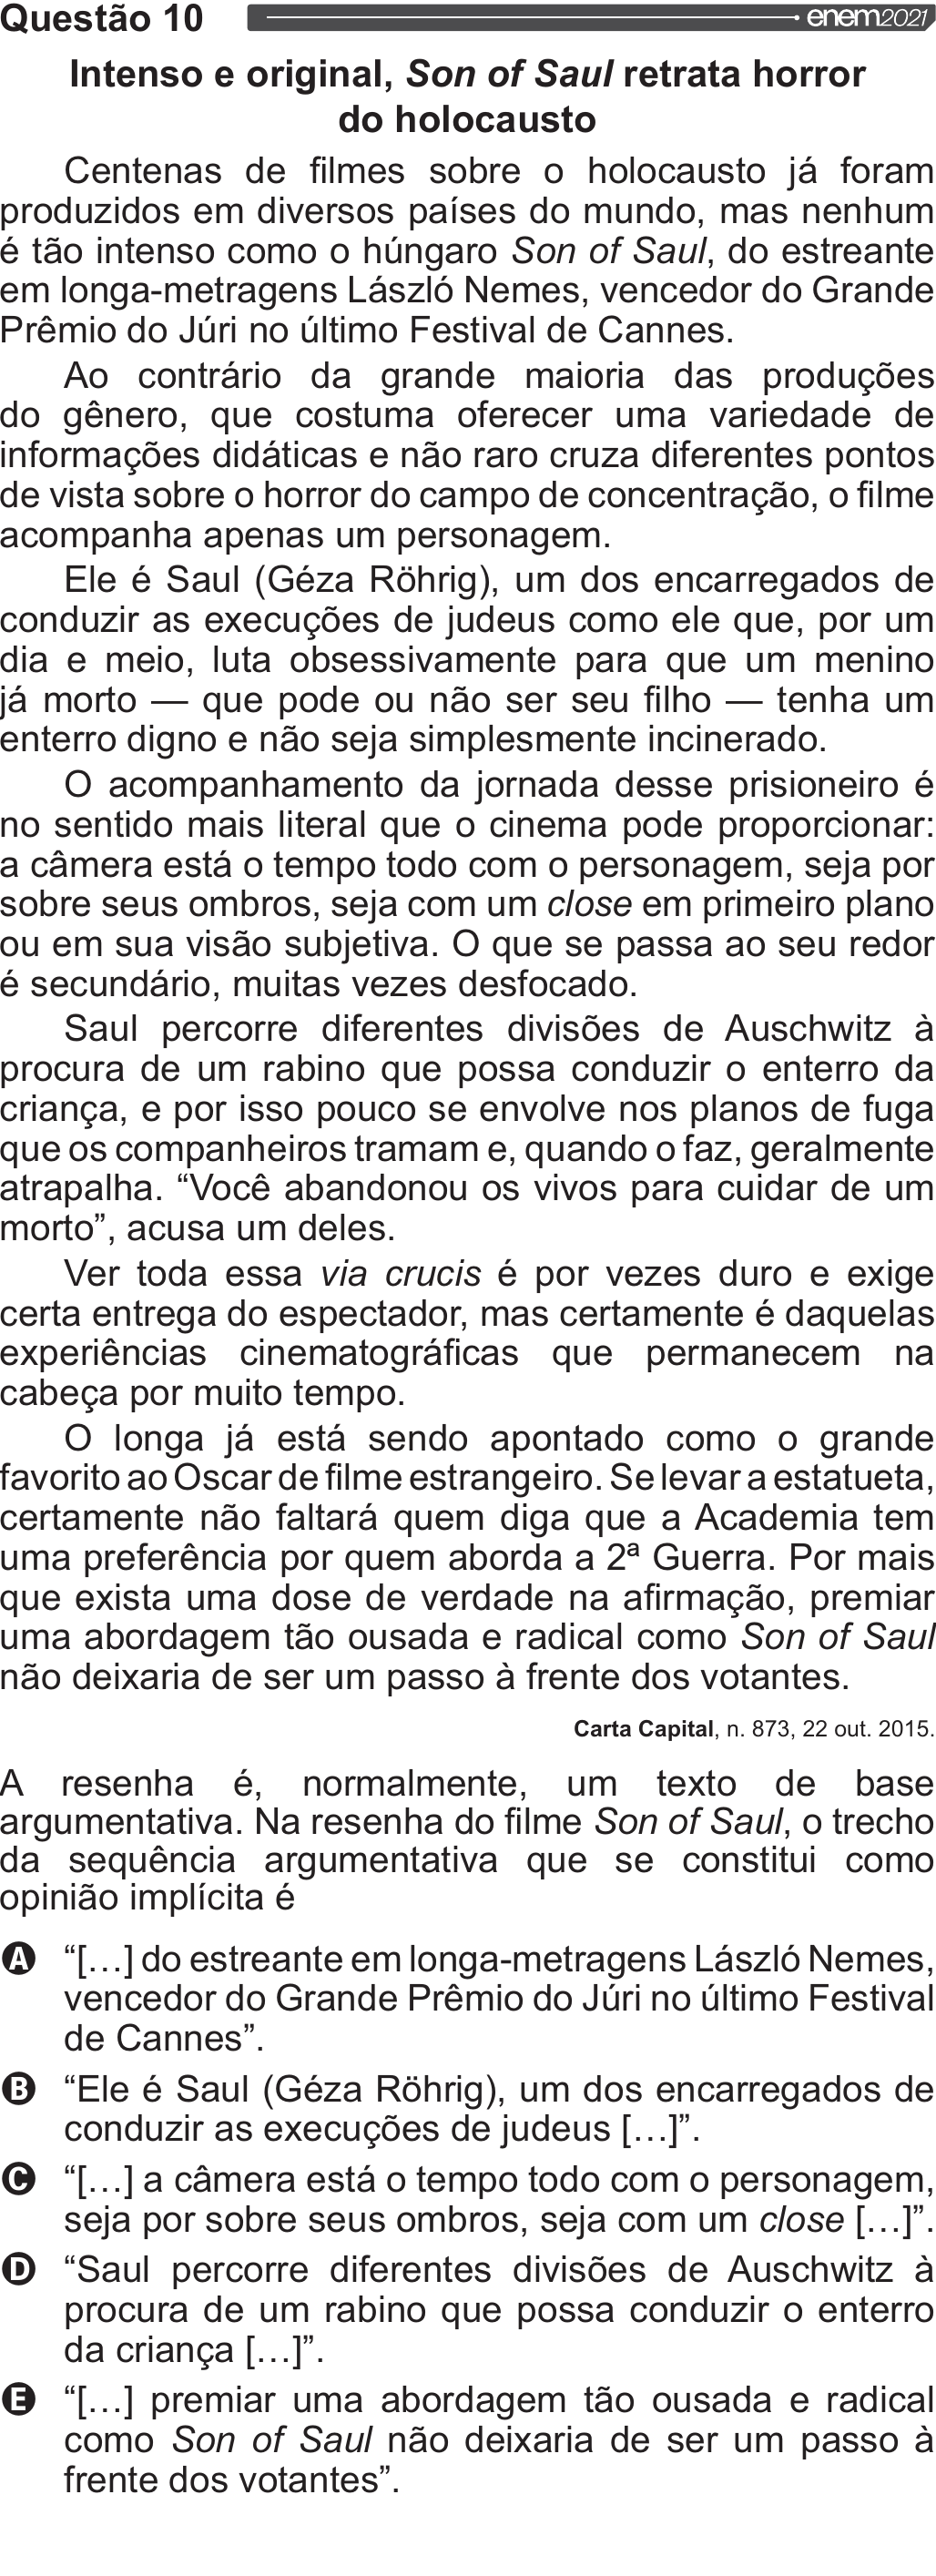 Questão 10 enem2021
Intenso e original, Son of Saul retrata horror
do holocausto
Centenas de filmes sobre o holocausto já foram
produzidos em diversos países do mundo, mas nenhum
é tão intenso como o húngaro Son of Saul, do estreante
em longa-metragens László Nemes, vencedor do Grande
Prêmio do Júri no último Festival de Cannes.
Ao contrário da grande maioria das produções
do gênero, que costuma oferecer uma variedade de
informações didáticas e não raro cruza diferentes pontos
de vista sobre o horror do campo de concentração, o filme
acompanha apenas um personagem.
Ele é Saul (Géza Röhrig), um dos encarregados de
conduzir as execuções de judeus como ele que, por um
dia e meio, luta obsessivamente para que um menino
já morto — que pode ou não ser seu filho — tenha um
enterro digno e não seja simplesmente incinerado.
O acompanhamento da jornada desse prisioneiro é
no sentido mais literal que o cinema pode proporcionar:
a câmera está o tempo todo com o personagem, seja por
sobre seus ombros, seja com um close em primeiro plano
ou em sua visão subjetiva. O que se passa ao seu redor
é secundário, muitas vezes desfocado.
Saul percorre diferentes divisões de Auschwitz à
procura de um rabino que possa conduzir o enterro da
criança, e por isso pouco se envolve nos planos de fuga
que os companheiros tramam e, quando o faz, geralmente
atrapalha. “Você abandonou os vivos para cuidar de um
morto”, acusa um deles.
Ver toda essa via crucis é por vezes duro e exige
certa entrega do espectador, mas certamente é daquelas
experiências cinematográficas que permanecem na
cabeça por muito tempo.
O longa já está sendo apontado como o grande
favorito ao Oscar de filme estrangeiro. Se levar a estatueta,
certamente não faltará quem diga que a Academia tem
uma preferência por quem aborda a 2ª Guerra. Por mais
que exista uma dose de verdade na afirmação, premiar
uma abordagem tão ousada e radical como Son of Saul
não deixaria de ser um passo à frente dos votantes.
Carta Capital, n. 873, 22 out. 2015.
A resenha é, normalmente, um texto de base
argumentativa. Na resenha do filme Son of Saul, o trecho
da sequência argumentativa que se constitui como
opinião implícita é
A “[…] do estreante em longa-metragens László Nemes,
vencedor do Grande Prêmio do Júri no último Festival
de Cannes”.
B “Ele é Saul (Géza Röhrig), um dos encarregados de
conduzir as execuções de judeus […]”.
C “[…] a câmera está o tempo todo com o personagem,
seja por sobre seus ombros, seja com um close […]”.
D “Saul percorre diferentes divisões de Auschwitz à
procura de um rabino que possa conduzir o enterro
da criança […]”.
E “[…] premiar uma abordagem tão ousada e radical
como Son of Saul não deixaria de ser um passo à
frente dos votantes”.